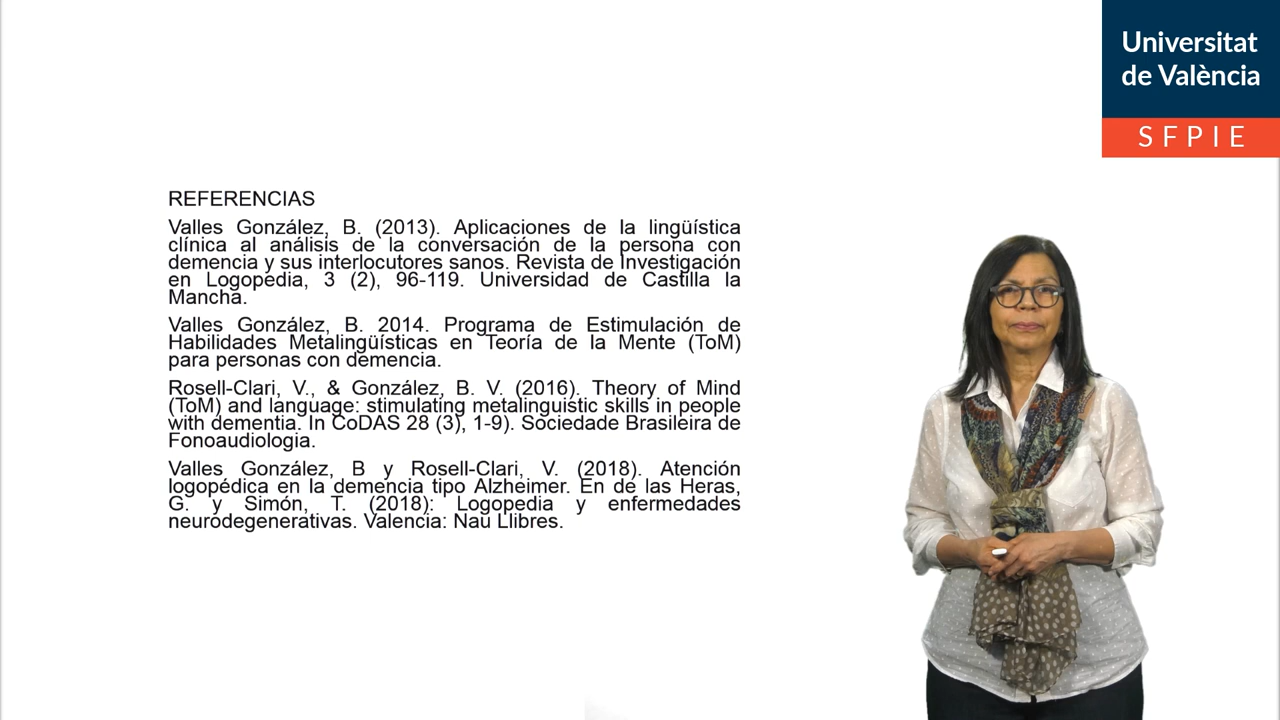 Universitat
de València
SFPIE
REFERENCIAS
Valles González, B. (2013). Aplicaciones de la lingüística
clínica al análisis de la conversación de la persona con
demencia y sus interlocutores sanos. Revista de Investigación
en Logopedia, 3 (2), 96-119. Universidad de Castilla la
Mancha.
Valles González, B. 2014. Programa de Estimulación de
Habilidades Metalingüísticas en Teoría de la Mente (ToM)
para personas con demencia.
Rosell-Clari, V., & González, B. V. (2016). Theory of Mind
(ToM) and language: stimulating metalinguistic skills in people
with dementia. In CoDAS 28 (3), 1-9). Sociedade Brasileira de
Fonoaudiologia.
Valles González, B y Rosell-Clari, V. (2018). Atención
logopédica en la demencia tipo Alzheimer. En de las Heras,
G. y Simón, T. (2018): Logopedia y enfermedades
neurodegenerativas. Valencia: Nau Llibres.